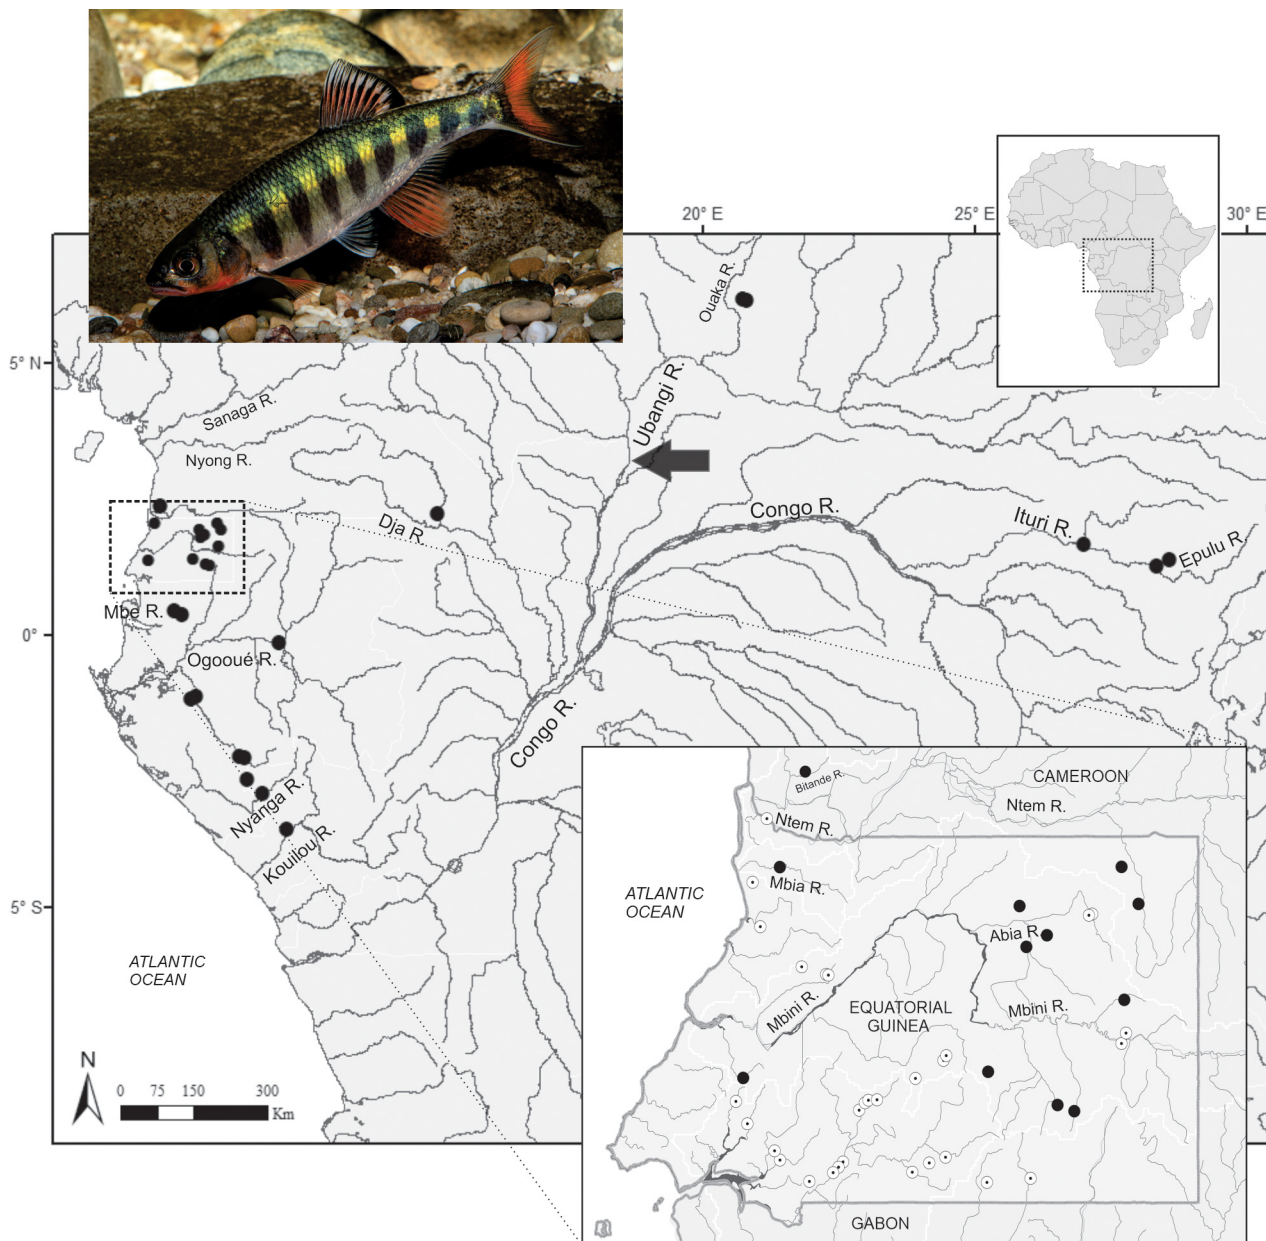 20° E
25° E
30° E
5° N
0°
5° S
Ouaka R.
Ubangi R.
Sanaga R.
Nyong R.
Dja R
Congo R.
Ituri R.
Epulu R.
Mbe R.
Ogooué R.
Congo R.
Nyanga R.
Kouilou R.
ATLANTIC
OCEAN
N
0 75 150 300
Km
CAMEROON
Bitande R.
Ntem R.
Ntem R.
Mbia R.
ATLANTIC
OCEAN
Abia R
Mbini R.
EQUATORIAL
GUINEA
Mbini R.
GABON